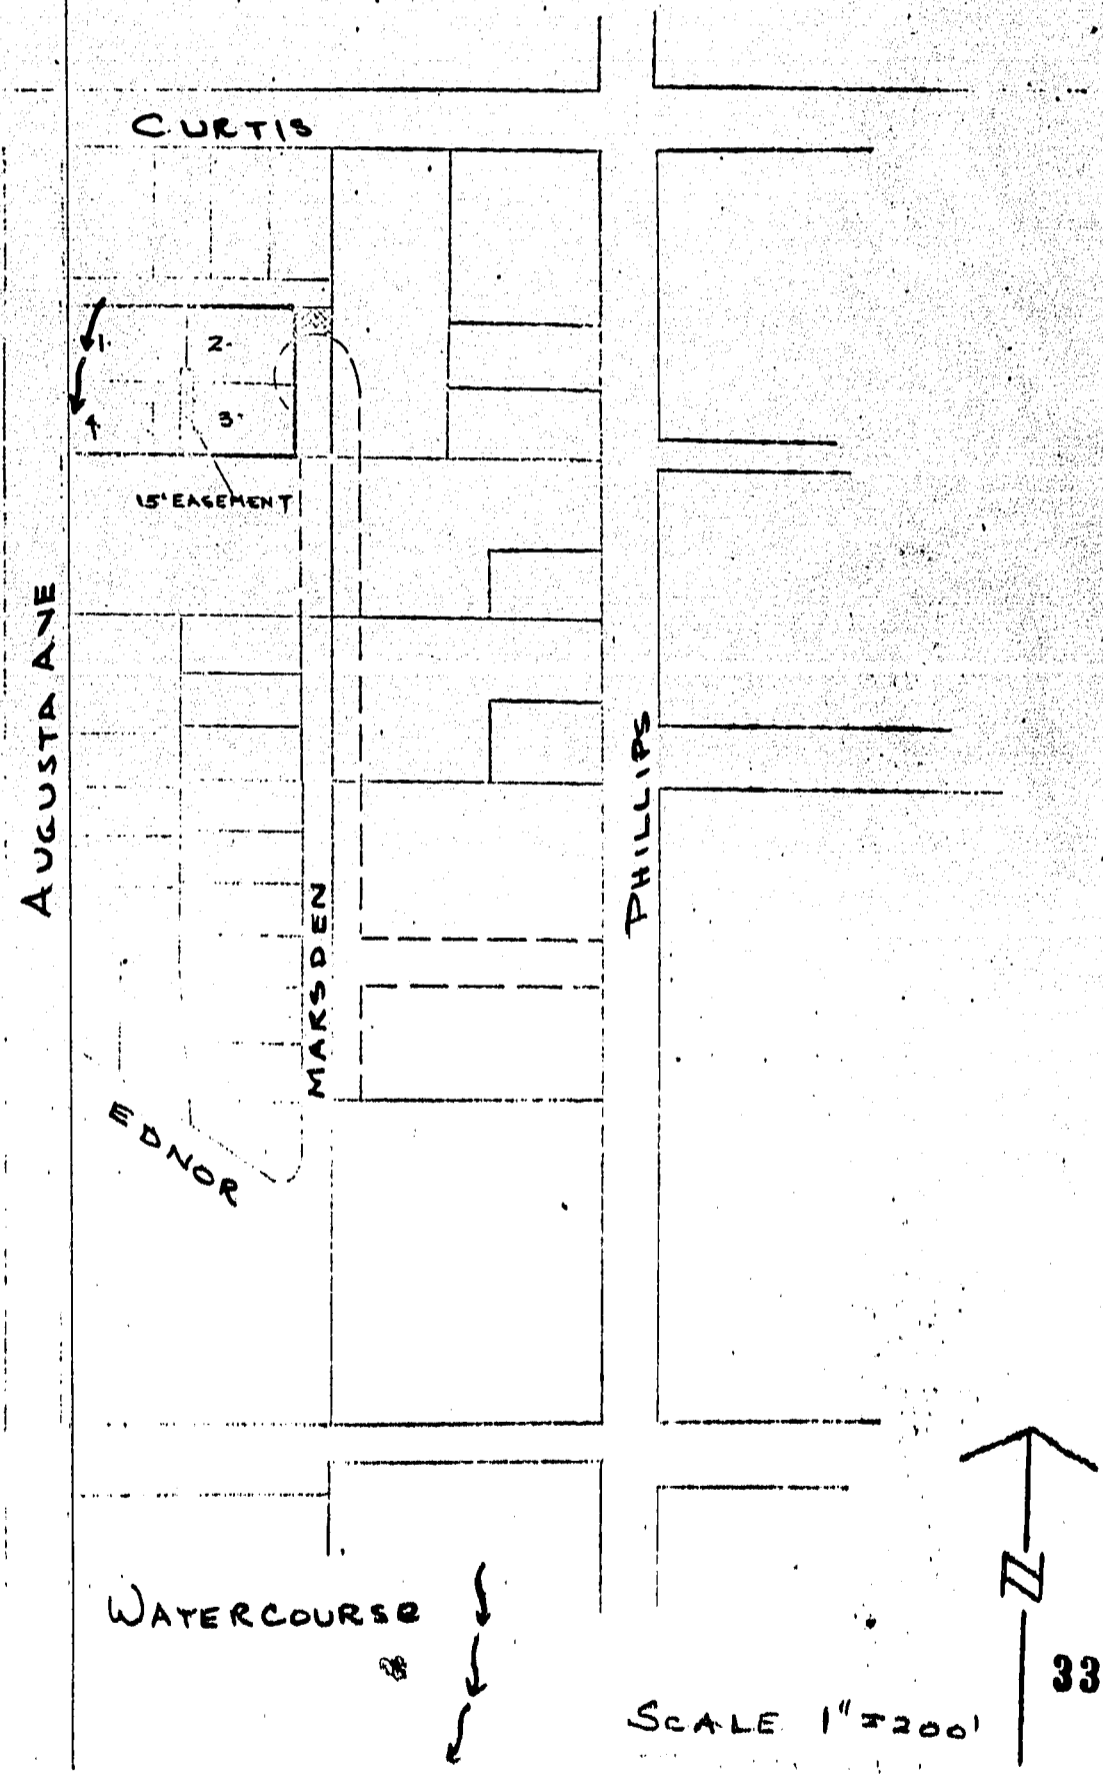 CURTIS
1.
2.
4
3.
15' EASEMENT
AUGUSTA AVE
PHILLIPS
MARSDEN
EDNOR
WATERCOURSE
N
33
SCALE 1"=200'